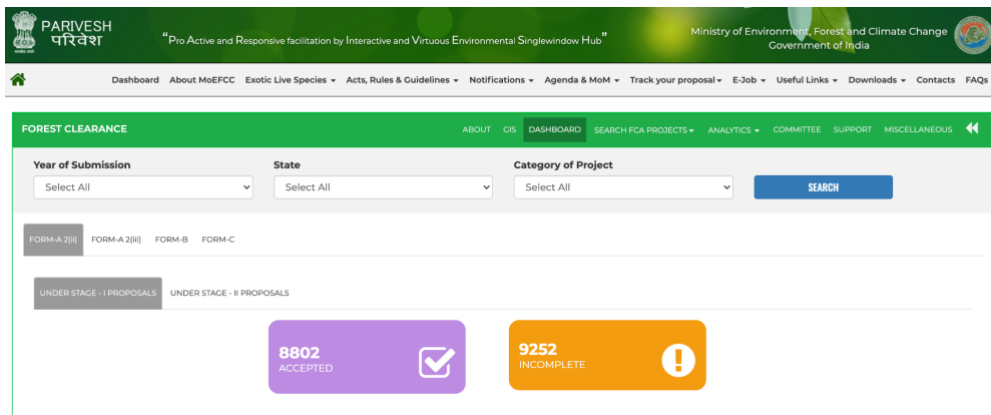 PARIVESH
परिवेश
"Pro Active and Responsive facilitation by Interactive and Virtuous Environmental Singlewindow Hub"
Ministry of Environment, Forest and Climate Change
Government of India
Dashboard About MoEFCC Exotic Live Species Acts, Rules & Guidelines Notifications Agenda & MoM Track your proposal E-Job Useful Links Downloads Contacts FAQs
FOREST CLEARANCE ABOUT GIS DASHBOARD SEARCH FCA PROJECTS ANALYTICS COMMITTEE SUPPORT MISCELLANEOUS
Year of Submission State Category of Project
Select All Select All Select All SEARCH
FORM-A 2(ii) FORM-A 2(iii) FORM-B FORM-C
UNDER STAGE - I PROPOSALS UNDER STAGE - II PROPOSALS
8802 9252
ACCEPTED INCOMPLETE